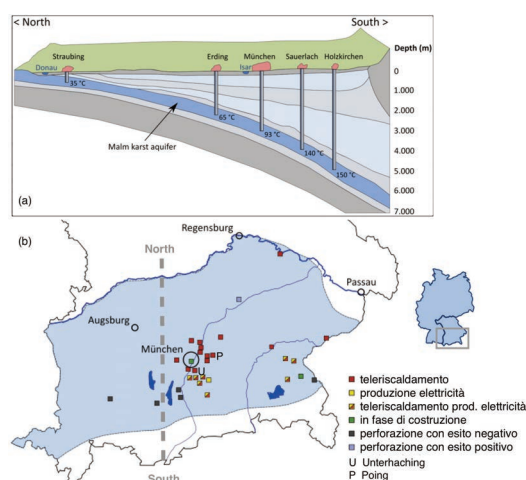 < North South >
Depth (m)
Straubing Erding München Sauerlach Holzkirchen
Donau Isar
0
35 °C
1.000
65 °C
2.000
93 °C
3.000
Malm karst aquifer
140 °C
4.000
150 °C
5.000
6.000
(a)
7.000
(b)
Regensburg
North
Passau
Augsburg
München
P
U
teleriscaldamento
produzione elettricità
teleriscaldamento prod. elettricità
in fase di costruzione
perforazione con esito negativo
perforazione con esito positivo
U Unterhaching
P Poing
South